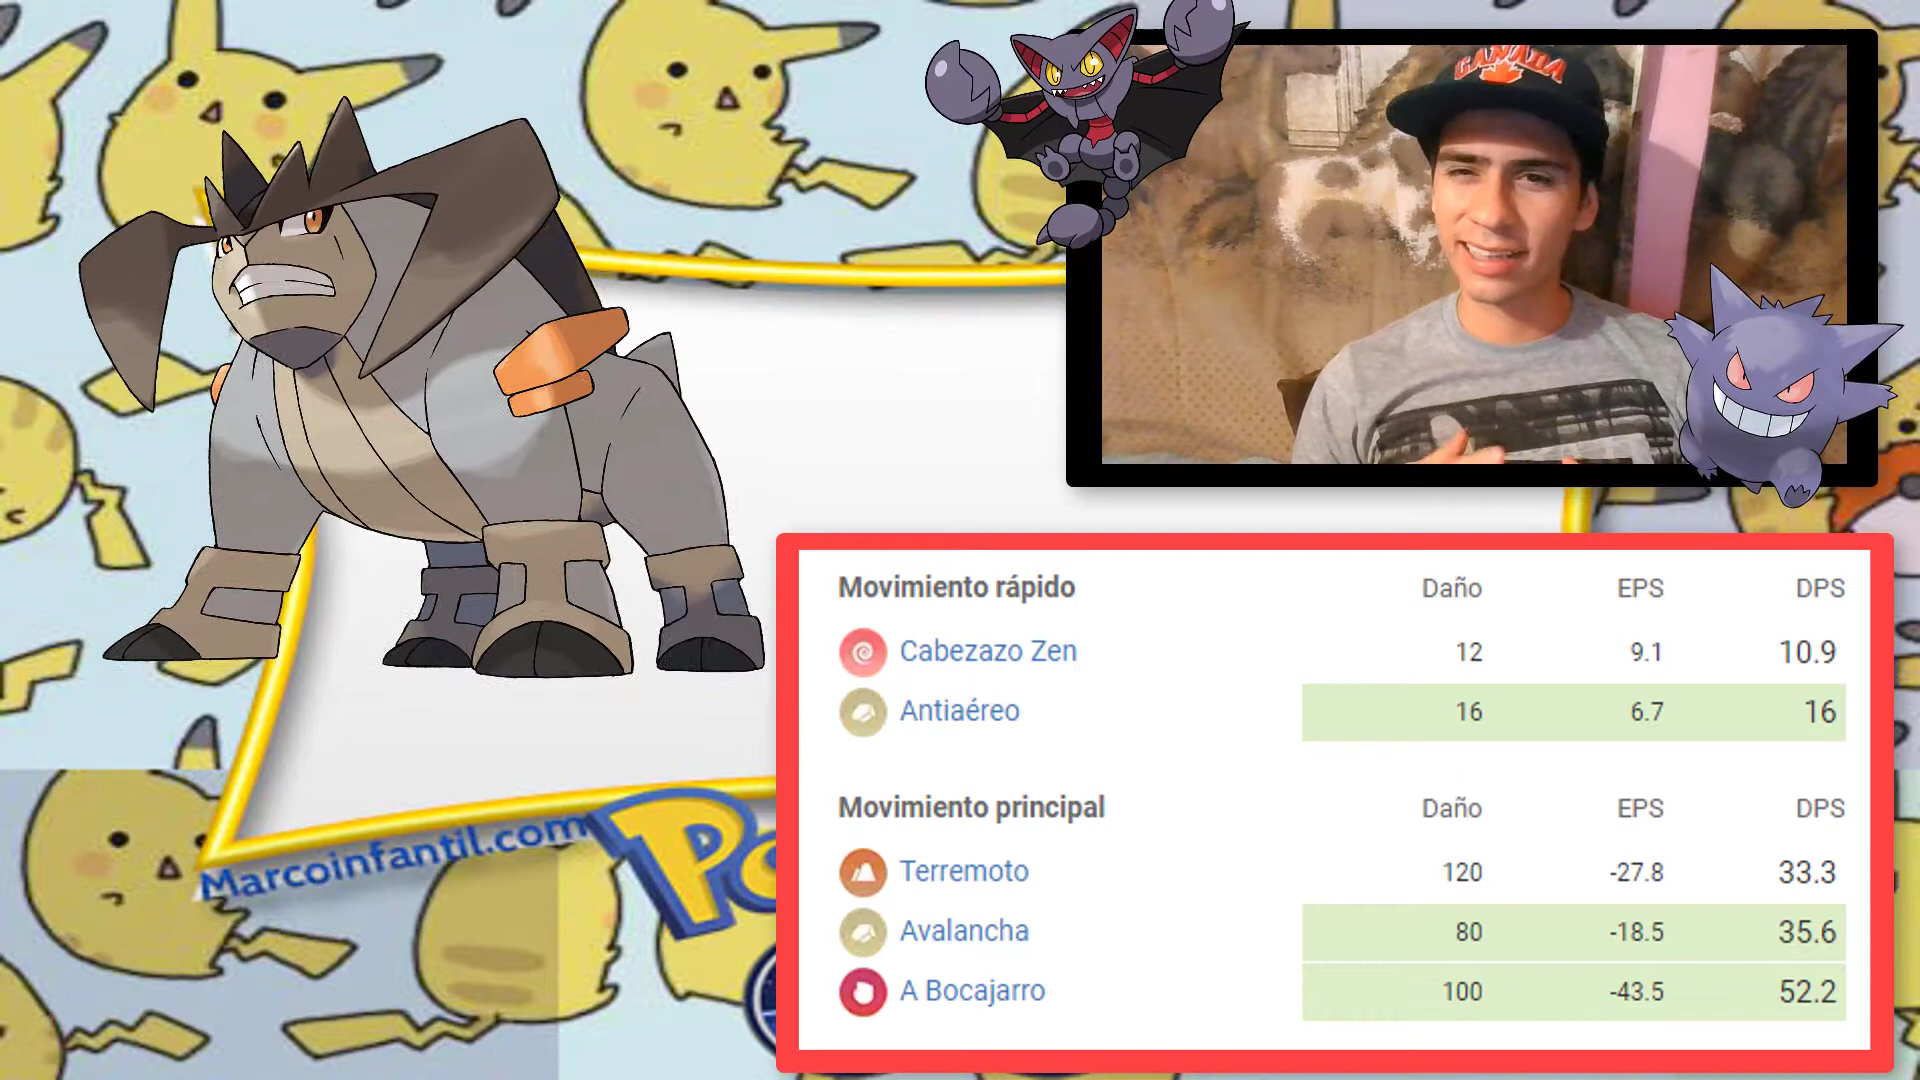 CANADA
Movimiento rápido Daño EPS DPS
Cabezazo Zen 12 9.1 10.9
Antiaéreo 16 6.7 16
Movimiento principal Daño EPS DPS
Terremoto 120 -27.8 33.3
Avalancha 80 -18.5 35.6
A Bocajarro 100 -43.5 52.2
Marcoinfantil.com
Po